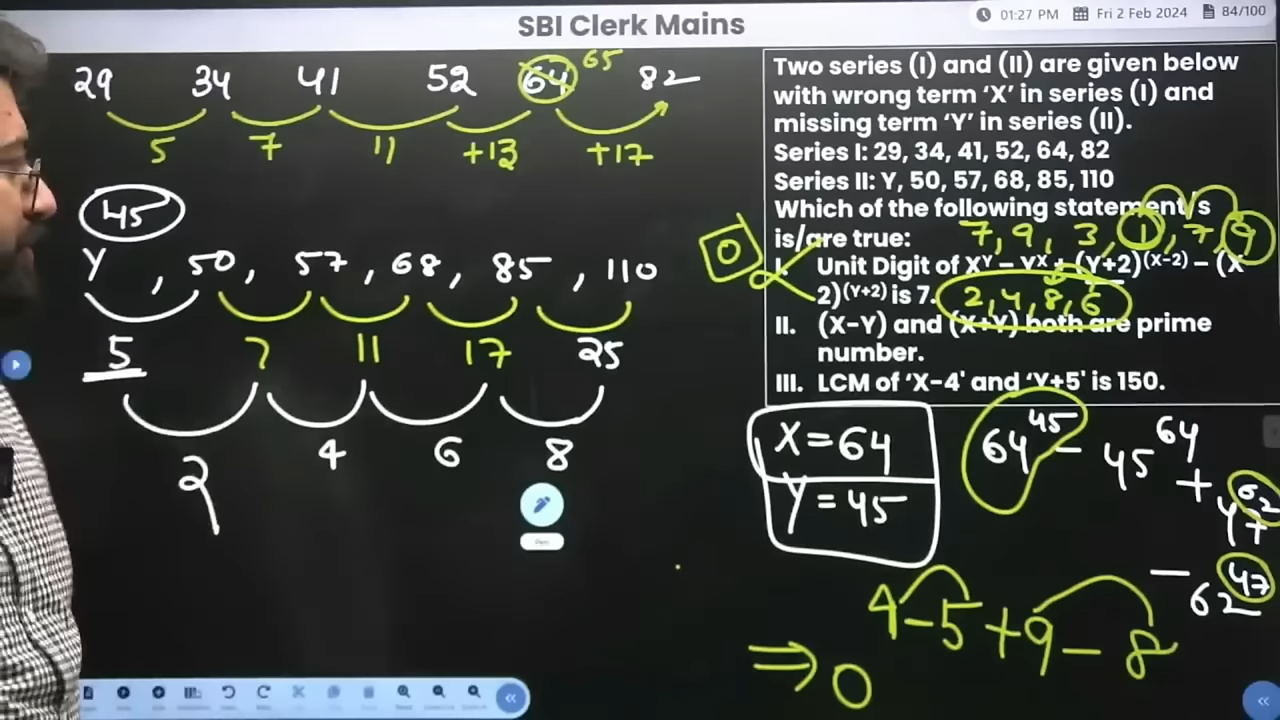 01:27 PM Fri 2 Feb 2024 84/100
SBI Clerk Mains
29 34 41 52 64 65 82
5 7 11 +13 +17
45
Y , 50, 57, 68, 85, 110
5 7 11 17 25
2 4 6 8
Two series (I) and (II) are given below
with wrong term ‘X’ in series (I) and
missing term ‘Y’ in series (II).
Series I: 29, 34, 41, 52, 64, 82
Series II: Y, 50, 57, 68, 85, 110
Which of the following statement/s
is/are true: 7, 9, 3, 1, 7, 9
0
I. Unit Digit of X^Y – Y^X + (Y+2)^(X-2) – (X
2)^(Y+2) is 7. 2, 4, 8, 6
II. (X-Y) and (X+Y) both are prime
number.
III. LCM of ‘X-4' and ‘Y+5' is 150.
X=64
Y=45
64^45 - 45^64
+ 47^62
- 62^47
4-5+9-8
⇒ 0
Pen